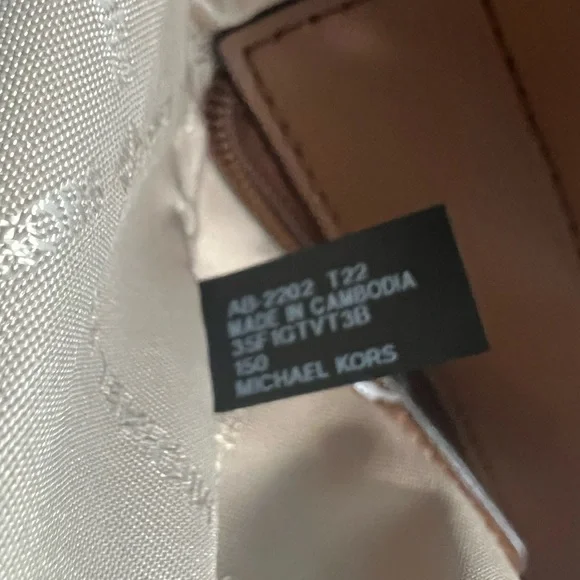 AB-2202 T22
MADE IN CAMBODIA
35F1GTVT3B
150
MICHAEL KORS